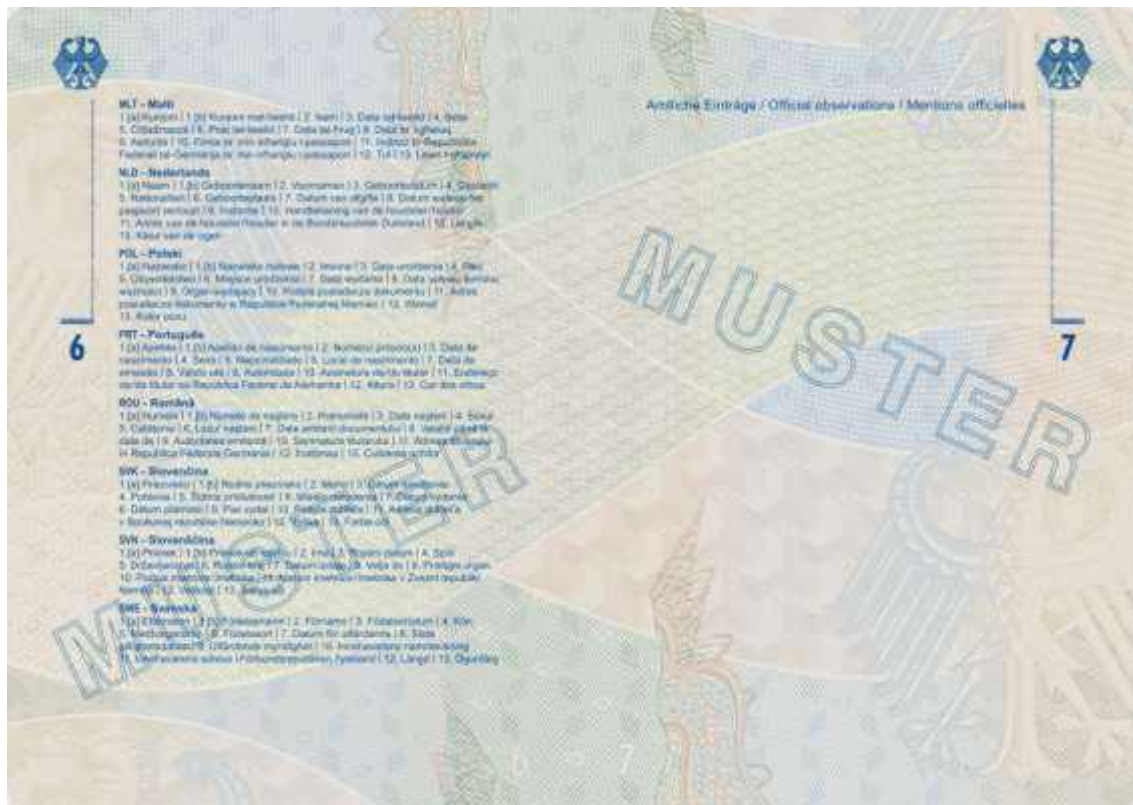 MLT – Malti
1.[a] Kunjom | 1.[b] Kunjom mat-twelid | 2. Isem | 3. Data tat-twelid | 4. Sess
5. Cittadinanza | 6. Post tat-twelid | 7. Data tal-ħruġ | 8.
9. Awtorità | 10. Firma ta' | 11.
Federali tal-Ġermanja ta' | 12. Tul | 13.
NLD – Nederlands
1.[a] Naam | 1.[b] Geboortenaam | 2. Voornamen | 3. Geboortedatum | 4. Geslacht
5. Nationaliteit | 6. Geboorteplaats | 7. Datum van afgifte | 8. Datum waarop het
paspoort verloopt | 9. Instantie | 10. Handtekening van de houdster/houder
11. Adres van de houdster/houder in de Bondsrepubliek Duitsland | 12. Lengte
13. Kleur van de ogen
POL – Polski
1.[a] Nazwisko | 1.[b] Nazwisko rodowe | 2. Imiona | 3. Data urodzenia | 4. Płeć
5. Obywatelstwo | 6. Miejsce urodzenia | 7. Data wydania | 8. Data upływu terminu
ważności | 9. Organ wydający | 10. Podpis posiadacza dokumentu | 11. Adres
posiadacza dokumentu w Republice Federalnej Niemiec | 12. Wzrost
13. Kolor oczu
PRT – Português
1.[a] Apelido | 1.[b] Apelido de nascimento | 2. Nome(s) próprio(s) | 3. Data de
nascimento | 4. Sexo | 5. Nacionalidade | 6. Local de nascimento | 7. Data de
emissão | 8. Válido até | 9. Autoridade | 10. Assinatura da/do titular | 11. Endereço
da/do titular na República Federal da Alemanha | 12. Altura | 13. Cor dos olhos
ROU – Română
1.[a] Numele | 1.[b] Numele de naștere | 2. Prenumele | 3. Data nașterii | 4. Sexul
5. Cetățenie | 6. Locul nașterii | 7. Data emiterii documentului | 8. Valabil până la
data de | 9. Autoritatea emitentă | 10. Semnătura titularului | 11. Adresa titularului
în Republica Federală Germania | 12. Înălțimea | 13. Culoarea ochilor
SVK – Slovenčina
1.[a] Priezvisko | 1.[b] Rodné priezvisko | 2. Meno | 3. Dátum narodenia
4. Pohlavie | 5. Štátna príslušnosť | 6. Miesto narodenia | 7. Dátum vydania
8. Dátum platnosti | 9. | 10. Podpis držiteľa | 11. Adresa držiteľa
v Spolkovej republike Nemecko | 12. Výška | 13. Farba očí
SVN – Slovenščina
1.[a] Priimek | 1.[b] Priimek ob rojstvu | 2. Ime | 3. Rojstni datum | 4. Spol
5. Državljanstvo | 6. Rojstni kraj | 7. Datum izdaje | 8. Velja do | 9. Pristojni organ
10. Podpis imetnice/imetnika | 11. Naslov imetnice/imetnika v Zvezni republiki
Nemčiji | 12. Velikost | 13. Barva oči
SWE – Svenska
1.[a] Efternamn | 1.[b] Födelsenamn | 2. Förnamn | 3. Födelsedatum | 4. Kön
5. Medborgarskap | 6. Födelseort | 7. Datum för utfärdande | 8. Sista
giltighetsdatum | 9. Utfärdande myndighet | 10. Innehavarens namnteckning
11. Innehavarens adress i Förbundsrepubliken Tyskland | 12. Längd | 13. Ögonfärg
6
MUSTER
Amtliche Einträge / Official observations / Mentions officielles
MUSTER
7